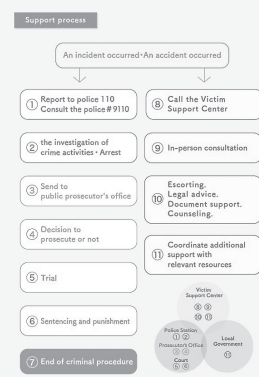 Support process
An incident occurred・An accident occurred
① Report to police 110
Consult the police #9110
② the investigation of
crime activities・Arrest
③ Send to
public prosecutor's office
④ Decision to
prosecute or not
⑤ Trial
⑥ Sentencing and punishment
⑦ End of criminal procedure
⑧ Call the Victim
Support Center
⑨ In-person consultation
⑩ Escorting.
Legal advice.
Document support.
Counseling.
⑪ Coordinate additional
support with
relevant resources
Victim
Support Center
⑧ ⑨
⑩ ⑪
Police Station
① ②
Prosecutor's Office
③ ④
Court
⑤ ⑥
Local
Government